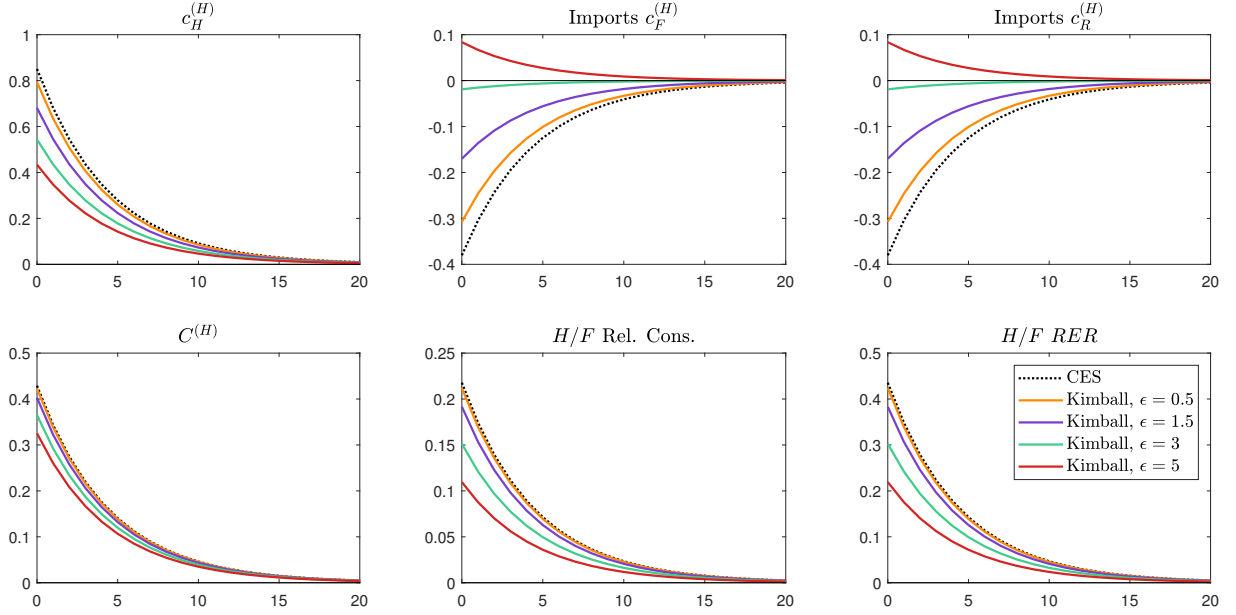 c_H^{(H)}
Imports c_F^{(H)}
Imports c_R^{(H)}
1
0.8
0.6
0.4
0.2
0
0 5 10 15 20
0.1
0
-0.1
-0.2
-0.3
-0.4
0 5 10 15 20
0.1
0
-0.1
-0.2
-0.3
-0.4
0 5 10 15 20
C^{(H)}
H/F Rel. Cons.
H/F RER
0.5
0.4
0.3
0.2
0.1
0
0 5 10 15 20
0.25
0.2
0.15
0.1
0.05
0
0 5 10 15 20
0.5
0.4
0.3
0.2
0.1
0
0 5 10 15 20
CES
Kimball, ϵ = 0.5
Kimball, ϵ = 1.5
Kimball, ϵ = 3
Kimball, ϵ = 5